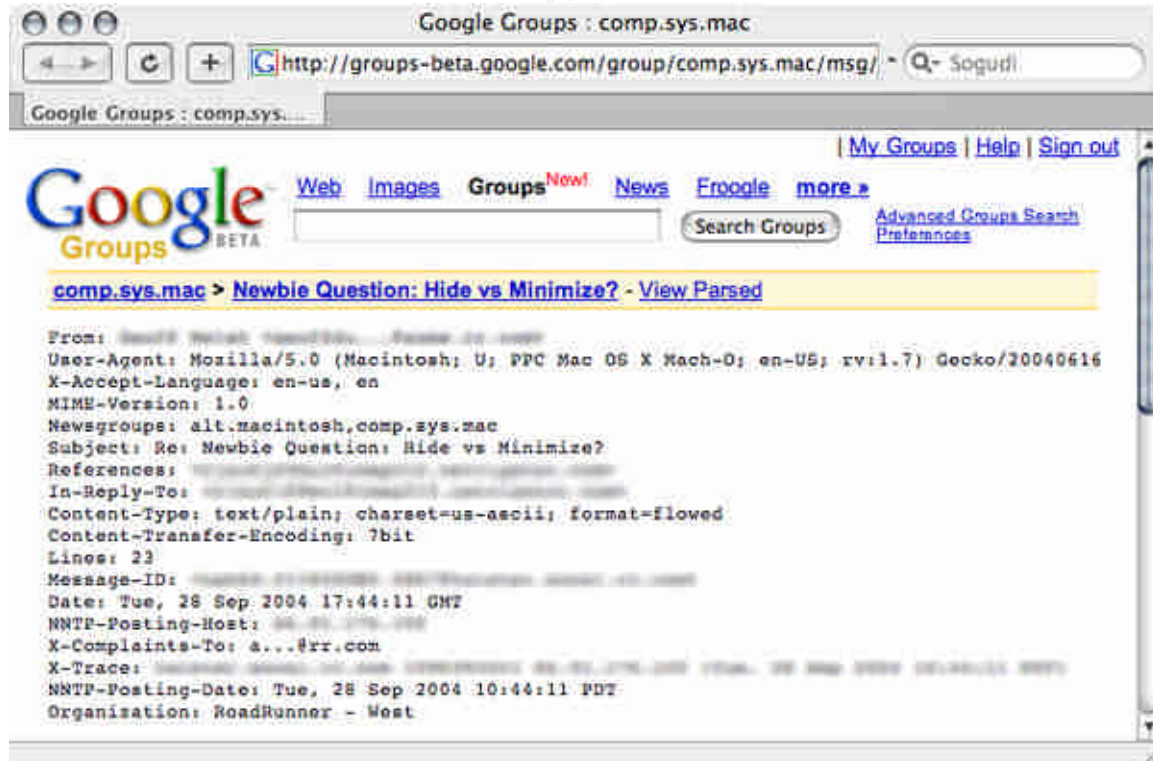 Google Groups : comp.sys.mac
http://groups-beta.google.com/group/comp.sys.mac/msg/
Sogudi
Google Groups : comp.sys....
| My Groups | Help | Sign out
Google Groups BETA
Web Images Groups New! News Froogle more »
Search Groups
Advanced Groups Search
Preferences
comp.sys.mac > Newbie Question: Hide vs Minimize? - View Parsed
From:
User-Agent: Mozilla/5.0 (Macintosh; U; PPC Mac OS X Mach-O; en-US; rv:1.7) Gecko/20040616
X-Accept-Language: en-us, en
MIME-Version: 1.0
Newsgroups: alt.macintosh,comp.sys.mac
Subject: Re: Newbie Question: Hide vs Minimize?
References:
In-Reply-To:
Content-Type: text/plain; charset=us-ascii; format=flowed
Content-Transfer-Encoding: 7bit
Lines: 23
Message-ID:
Date: Tue, 28 Sep 2004 17:44:11 GMT
NNTP-Posting-Host:
X-Complaints-To: a...@rr.com
X-Trace:
NNTP-Posting-Date: Tue, 28 Sep 2004 10:44:11 PDT
Organization: RoadRunner - West